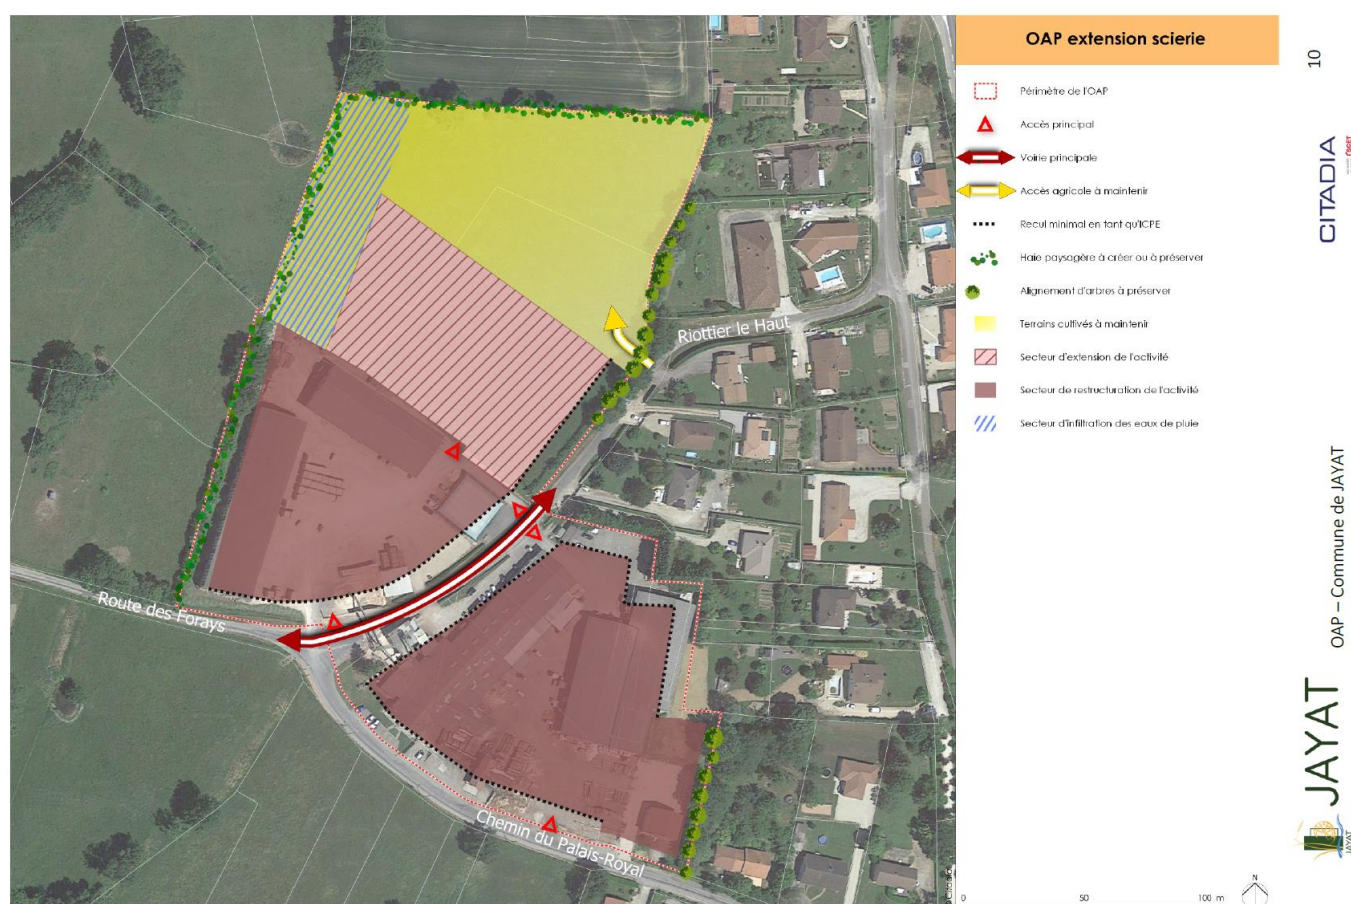 OAP extension scierie
Périmètre de l'OAP
Accès principal
Voirie principale
Accès agricole à maintenir
Recul minimal en tant qu'ICPE
Haie paysagère à créer ou à préserver
Alignement d'arbres à préserver
Terrains cultivés à maintenir
Secteur d'extension de l'activité
Secteur de restructuration de l'activité
Secteur d'infiltration des eaux de pluie
Riottier le Haut
Route des Forays
Chemin du Palais-Royal
0 50 100 m
N
10
CITADIA
OAP – Commune de JAYAT
JAYAT
JAYAT